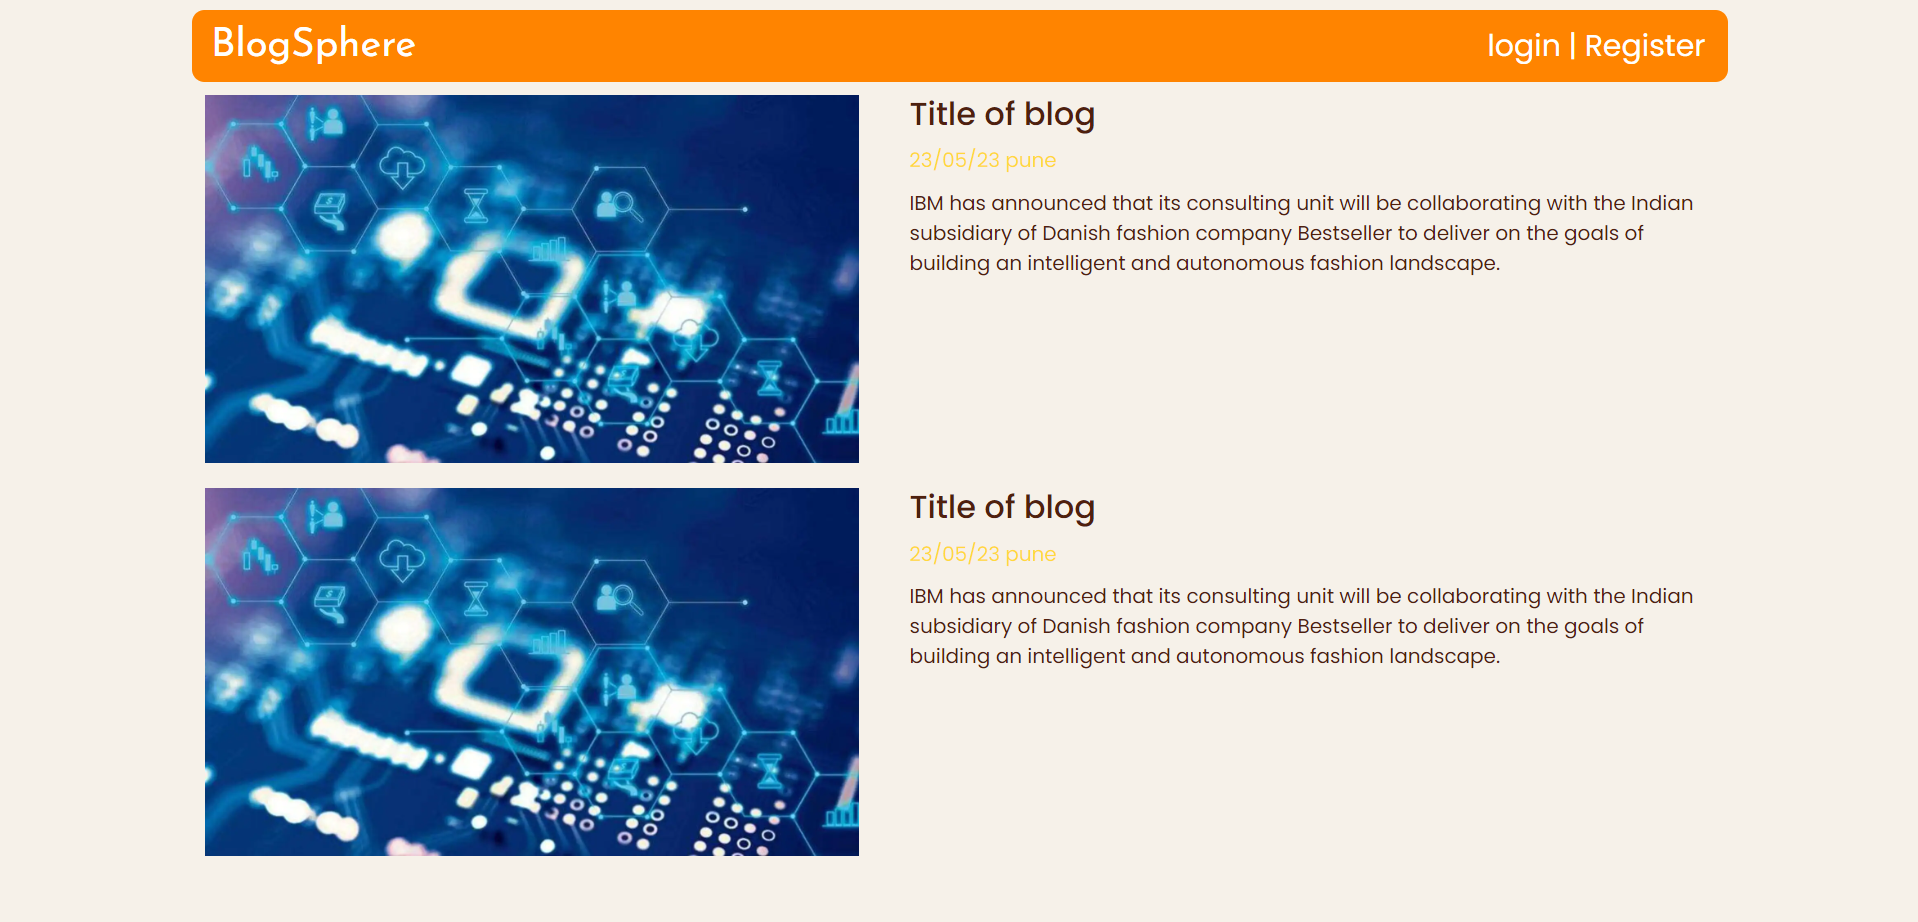 BlogSphere
login | Register
Title of blog
23/05/23 pune
IBM has announced that its consulting unit will be collaborating with the Indian
subsidiary of Danish fashion company Bestseller to deliver on the goals of
building an intelligent and autonomous fashion landscape.
Title of blog
23/05/23 pune
IBM has announced that its consulting unit will be collaborating with the Indian
subsidiary of Danish fashion company Bestseller to deliver on the goals of
building an intelligent and autonomous fashion landscape.